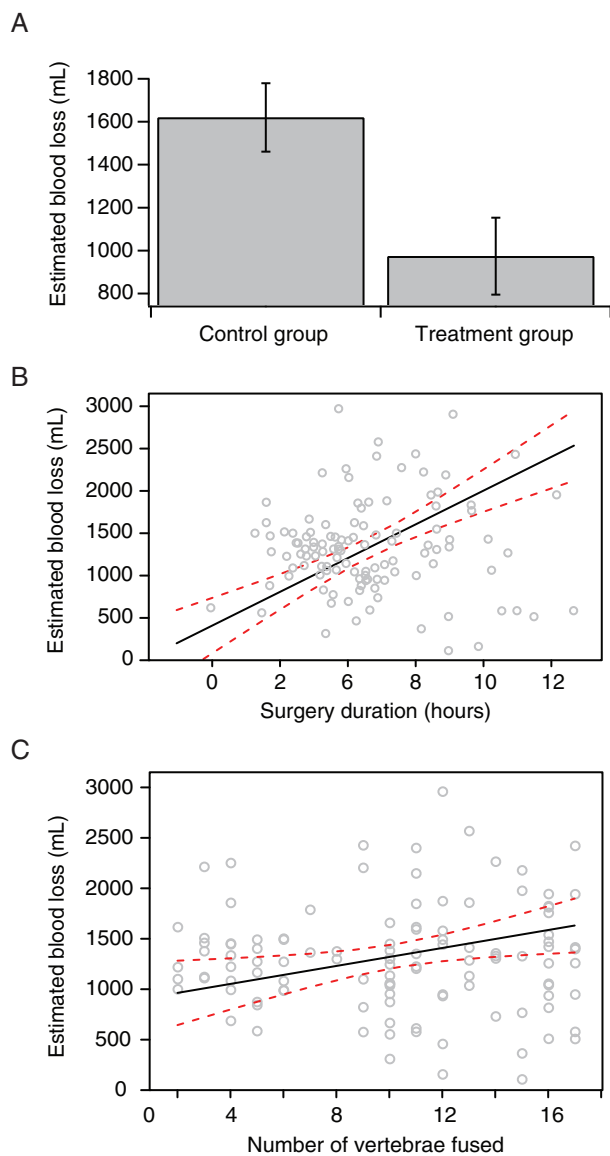 A
Estimated blood loss (mL)
1800
1600
1400
1200
1000
800
Control group Treatment group
B
Estimated blood loss (mL)
3000
2500
2000
1500
1000
500
0
0 2 4 6 8 10 12
Surgery duration (hours)
C
Estimated blood loss (mL)
3000
2500
2000
1500
1000
500
0
0 4 8 12 16
Number of vertebrae fused